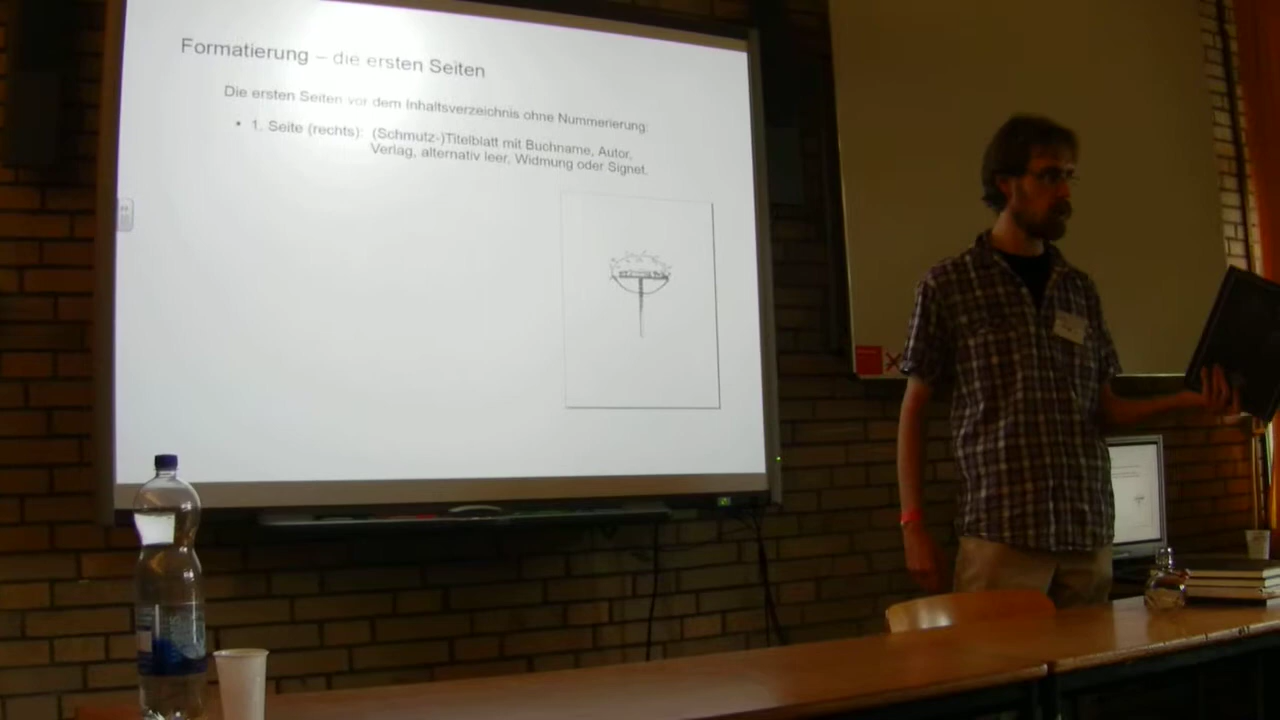 Formatierung – die ersten Seiten
Die ersten Seiten vor dem Inhaltsverzeichnis ohne Nummerierung:
• 1. Seite (rechts): (Schmutz-)Titelblatt mit Buchname, Autor,
Verlag, alternativ leer, Widmung oder Signet.